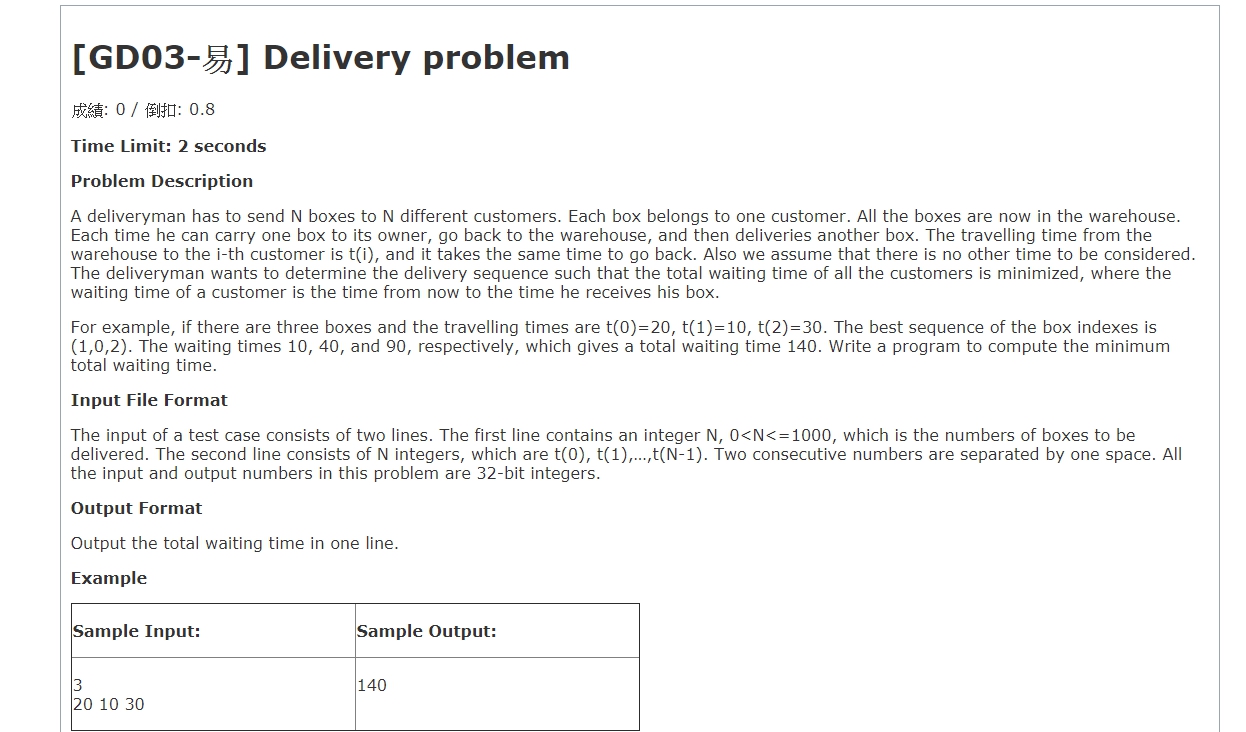 [GD03-易] Delivery problem
成績: 0 / 倒扣: 0.8
Time Limit: 2 seconds
Problem Description
A deliveryman has to send N boxes to N different customers. Each box belongs to one customer. All the boxes are now in the warehouse.
Each time he can carry one box to its owner, go back to the warehouse, and then deliveries another box. The travelling time from the
warehouse to the i-th customer is t(i), and it takes the same time to go back. Also we assume that there is no other time to be considered.
The deliveryman wants to determine the delivery sequence such that the total waiting time of all the customers is minimized, where the
waiting time of a customer is the time from now to the time he receives his box.
For example, if there are three boxes and the travelling times are t(0)=20, t(1)=10, t(2)=30. The best sequence of the box indexes is
(1,0,2). The waiting times 10, 40, and 90, respectively, which gives a total waiting time 140. Write a program to compute the minimum
total waiting time.
Input File Format
The input of a test case consists of two lines. The first line contains an integer N, 0<N<=1000, which is the numbers of boxes to be
delivered. The second line consists of N integers, which are t(0), t(1),…,t(N-1). Two consecutive numbers are separated by one space. All
the input and output numbers in this problem are 32-bit integers.
Output Format
Output the total waiting time in one line.
Example
Sample Input:
Sample Output:
3
20 10 30
140